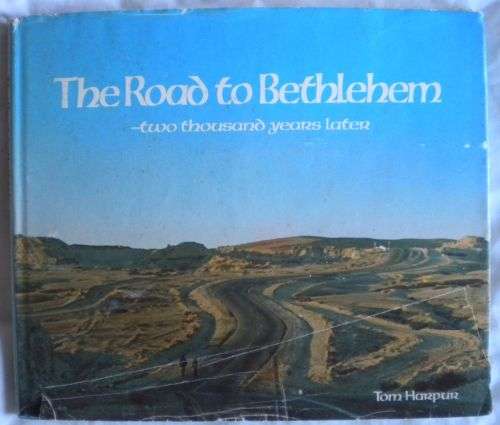 The Road to Bethlehem
—two thousand years later
Tom Harpur